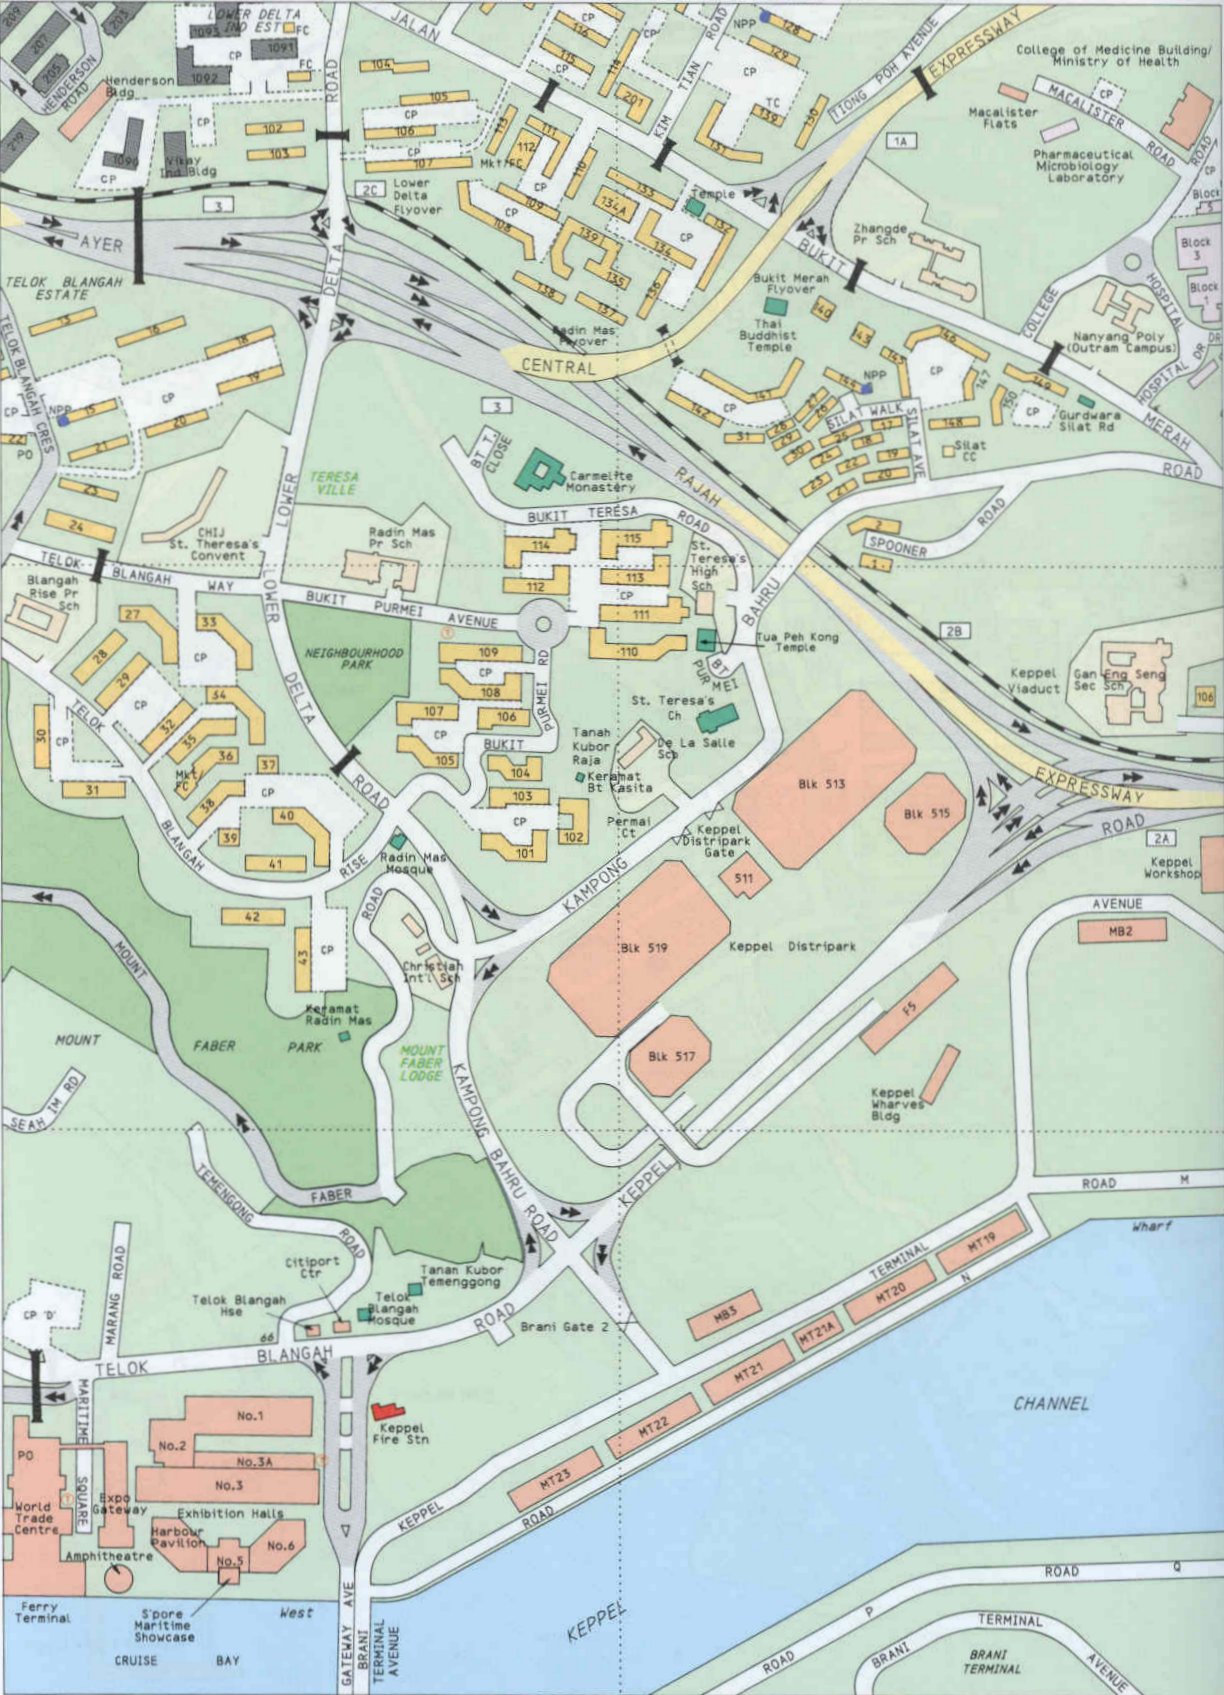 209
207
205
203
HENDERSON
ROAD
219
Henderson
Bldg
LOWER DELTA
IND EST
FC
1093
CP
1091
1092
FC
CP
1090
CP
Vikay
Ind Bldg
102
103
ROAD
JALAN
104
105
CP
106
CP
107
113
Mkt/FC
CP
116
115
CP
114
201
111
112
110
CP
109
108
CP
ROAD
TIAN
KIM
NPP
128
129
CP
TC
139
130
131
133
Temple
134A
132
134
CP
139
135
136
138
137
TIONG POH AVENUE
EXPRESSWAY
1A
College of Medicine Building/
Ministry of Health
Macalister
Flats
CP
MACALISTER
ROAD
ROAD
Pharmaceutical
Microbiology
Laboratory
CP
Block
5
Block
3
Block
1
2C
Lower
Delta
Flyover
3
AYER
TELOK BLANGAH
ESTATE
DELTA
Zhangde
Pr Sch
BUKIT
Bukit Merah
Flyover
140
Thai
Buddhist
Temple
143
145
146
COLLEGE
HOSPITAL
DR
Nanyang Poly
(Outram Campus)
HOSPITAL DR
13
16
18
19
CP
TELOK BLANGAH CRES
CP
NPP
15
20
21
22
PO
23
24
Radin Mas
Flyover
CENTRAL
3
141
142
CP
144
NPP
CP
147
149
150
CP
Gurdwara
Silat Rd
MERAH
ROAD
SILAT WALK
SILAT AVE
27
28
26
29
30
31
25
17
18
24
22
19
23
21
20
148
Silat
CC
BT T.
CLOSE
TERESA
VILLE
LOWER
Carmelite
Monastery
RAJAH
BUKIT TERESA ROAD
CHIJ
St. Theresa's
Convent
Radin Mas
Pr Sch
114
115
112
113
CP
111
110
St.
Teresa's
High
Sch
2
SPOONER
ROAD
1
TELOK
BLANGAH
WAY
Blangah
Rise Pr
Sch
LOWER
BUKIT PURMEI AVENUE
BAHRU
2B
Tua Peh Kong
Temple
BT
PURMEI
27
33
28
29
CP
CP
34
32
35
TELOK
CP
30
31
36
Mkt/
FC
37
38
39
CP
40
41
NEIGHBOURHOOD
PARK
DELTA
109
CP
108
107
106
CP
105
BUKIT
PURMEI RD
104
103
CP
102
101
St. Teresa's
Ch
Tanah
Kubor
Raja
De La Salle
Sch
Keramat
Bt Kasita
Permai
Ct
Keppel
Distripark
Gate
Blk 513
Blk 515
511
Keppel
Viaduct
Gan Eng Seng
Sec Sch
106
EXPRESSWAY
ROAD
2A
Keppel
Workshop
ROAD
BLANGAH
RISE
Radin Mas
Mosque
ROAD
KAMPONG
42
43
CP
Christian
Int'l Sch
Blk 519
Keppel Distripark
AVENUE
MB2
F5
Keramat
Radin Mas
MOUNT
MOUNT
FABER
PARK
MOUNT
FABER
LODGE
Blk 517
Keppel
Wharves
Bldg
SEAH IM RD
KAMPONG BAHRU ROAD
TEMENGONG
ROAD
FABER
KEPPEL
ROAD
M
Wharf
Citiport
Ctr
Tanan Kubor
Temenggong
Telok Blangah
Hse
Telok
Blangah
Mosque
CP 'D'
MARANG ROAD
66
TELOK
BLANGAH
ROAD
Brani Gate 2
TERMINAL
MT19
N
MT20
MT21A
MB3
MT21
MT22
MT23
MARITIME
SQUARE
No.1
No.2
No.3A
No.3
PO
World
Trade
Centre
Expo
Gateway
Exhibition Halls
Harbour
Pavilion
No.5
No.6
Amphitheatre
Keppel
Fire Stn
KEPPEL
ROAD
CHANNEL
Ferry
Terminal
S'pore
Maritime
Showcase
West
CRUISE BAY
GATEWAY AVE
BRANI
TERMINAL
AVENUE
KEPPEL
ROAD
P
ROAD
Q
BRANI
TERMINAL
AVENUE
BRANI
TERMINAL